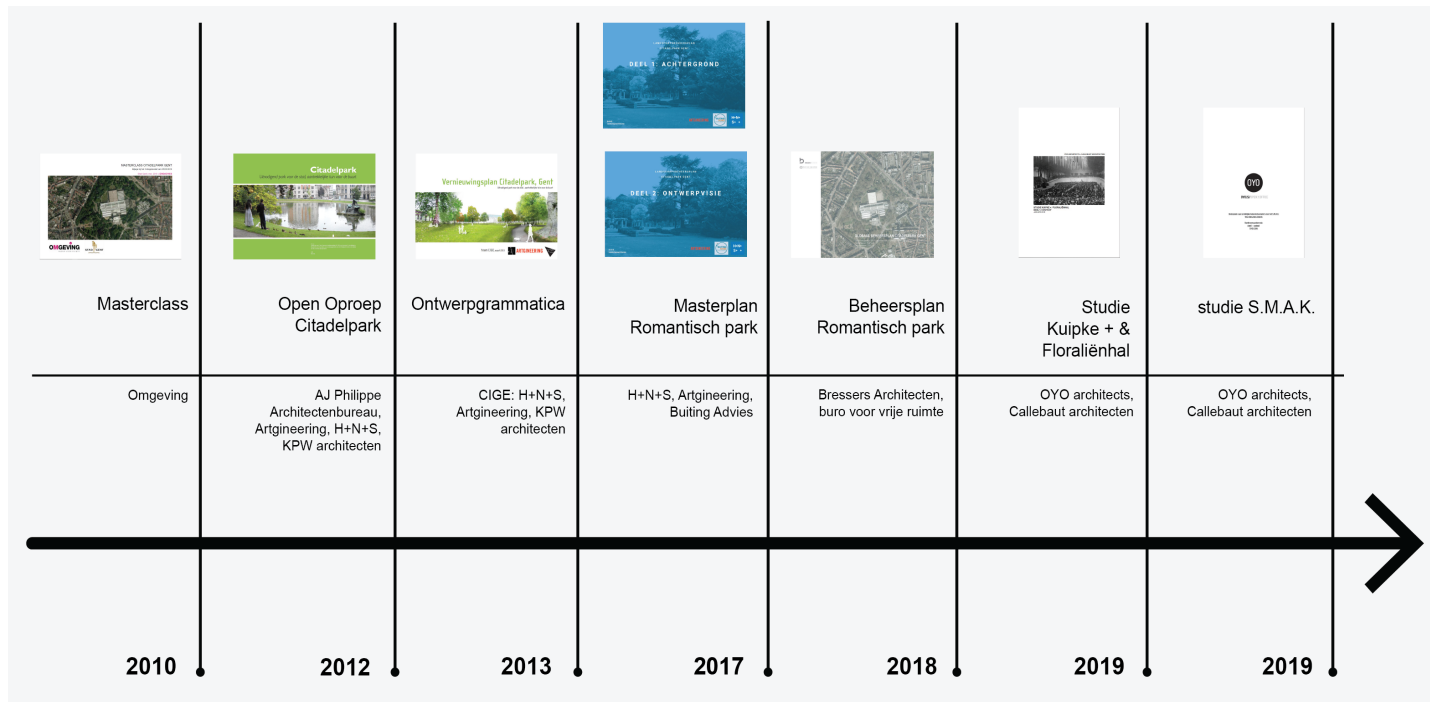 MASTERCLASS CITADELPARK GENT
OMGEVING
Masterclass
Omgeving
2010
Citadelpark
Open Oproep
Citadelpark
AJ Philippe
Architectenbureau,
Artgineering, H+N+S,
KPW architecten
2012
Vernieuwingsplan Citadelpark, Gent
ARTGINEERING
Ontwerpgrammatica
CIGE: H+N+S,
Artgineering, KPW
architecten
2013
DEEL 1: ACHTERGROND
DEEL 2: ONTWERPVISIE
Masterplan
Romantisch park
H+N+S, Artgineering,
Buiting Advies
2017
Beheersplan
Romantisch park
Bressers Architecten,
buro voor vrije ruimte
2018
Studie
Kuipke + &
Floraliënhal
OYO architects,
Callebaut architecten
2019
OYO
studie S.M.A.K.
OYO architects,
Callebaut architecten
2019